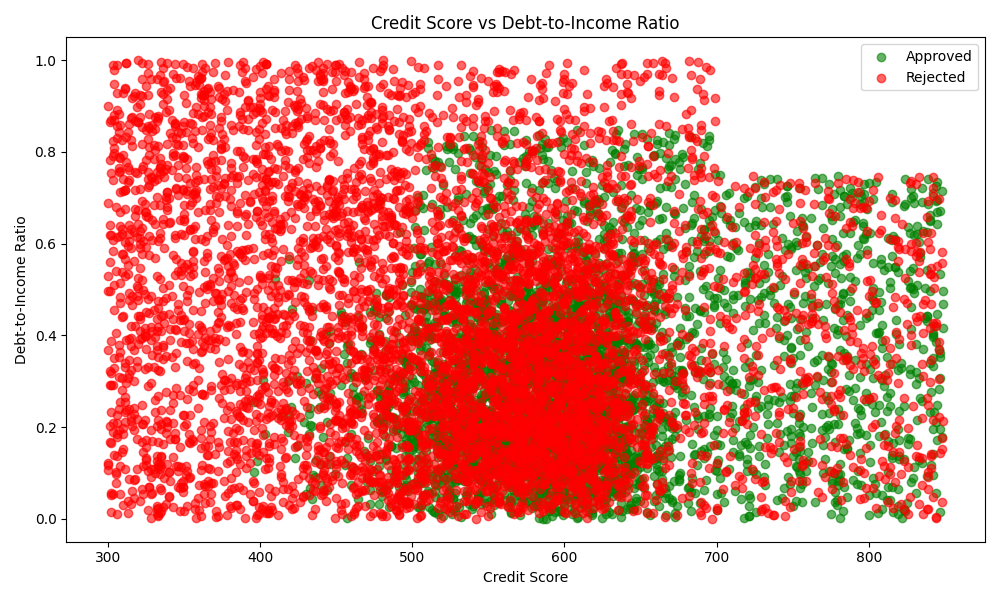 Credit Score vs Debt-to-Income Ratio
Approved
Rejected
Debt-to-Income Ratio
1.0
0.8
0.6
0.4
0.2
0.0
300 400 500 600 700 800
Credit Score